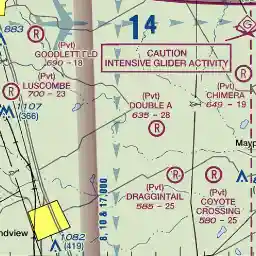 883
R
14
G
(Pvt)
GOODLETT FLD
690 - 18
CAUTION
INTENSIVE GLIDER ACTIVITY
(Pvt)
LUSCOMBE
700 - 23
R
R
(Pvt)
CHIMERA
649 - 19
1107
(366)
(Pvt)
DOUBLE A
635 - 28
R
Mayp
8, 10 & 17,000
R
R
(Pvt)
DRAGGINTAIL
585 - 25
(Pvt)
COYOTE
CROSSING
580 - 25
ndview
1082
(419)